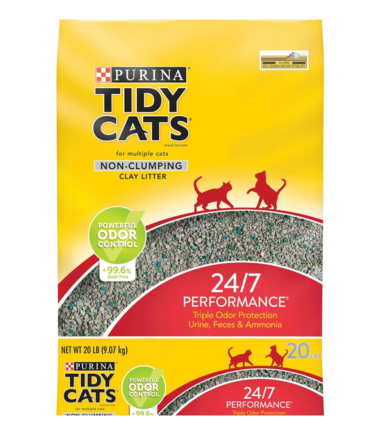 PURINA
TIDY
CATS®
for multiple cats
NON-CLUMPING
CLAY LITTER
POWERFUL
ODOR
CONTROL
+99.6%
dust free
24/7
PERFORMANCE®
Triple Odor Protection
Urine, Feces & Ammonia
NET WT 20 LB (9.07 kg)
20
PURINA
TIDY
CATS
for multiple cats
NON-CLUMPING
POWERFUL
ODOR
CONTROL
+99.6%
24/7
PERFORMANCE®
Triple Odor Protection